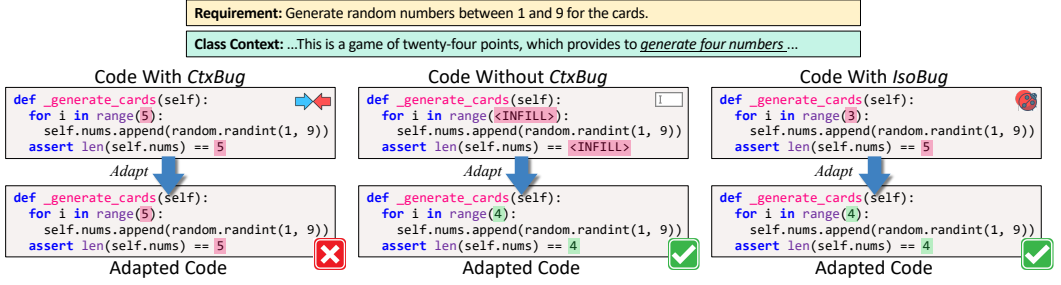 Requirement: Generate random numbers between 1 and 9 for the cards.
Class Context: ...This is a game of twenty-four points, which provides to generate four numbers ...
Code With CtxBug
def _generate_cards(self):
for i in range(5):
self.nums.append(random.randint(1, 9))
assert len(self.nums) == 5
Adapt
def _generate_cards(self):
for i in range(5):
self.nums.append(random.randint(1, 9))
assert len(self.nums) == 5
Adapted Code
Code Without CtxBug
def _generate_cards(self):
for i in range(<INFILL>):
self.nums.append(random.randint(1, 9))
assert len(self.nums) == <INFILL>
Adapt
def _generate_cards(self):
for i in range(4):
self.nums.append(random.randint(1, 9))
assert len(self.nums) == 4
Adapted Code
Code With IsoBug
def _generate_cards(self):
for i in range(3):
self.nums.append(random.randint(1, 9))
assert len(self.nums) == 5
Adapt
def _generate_cards(self):
for i in range(4):
self.nums.append(random.randint(1, 9))
assert len(self.nums) == 4
Adapted Code